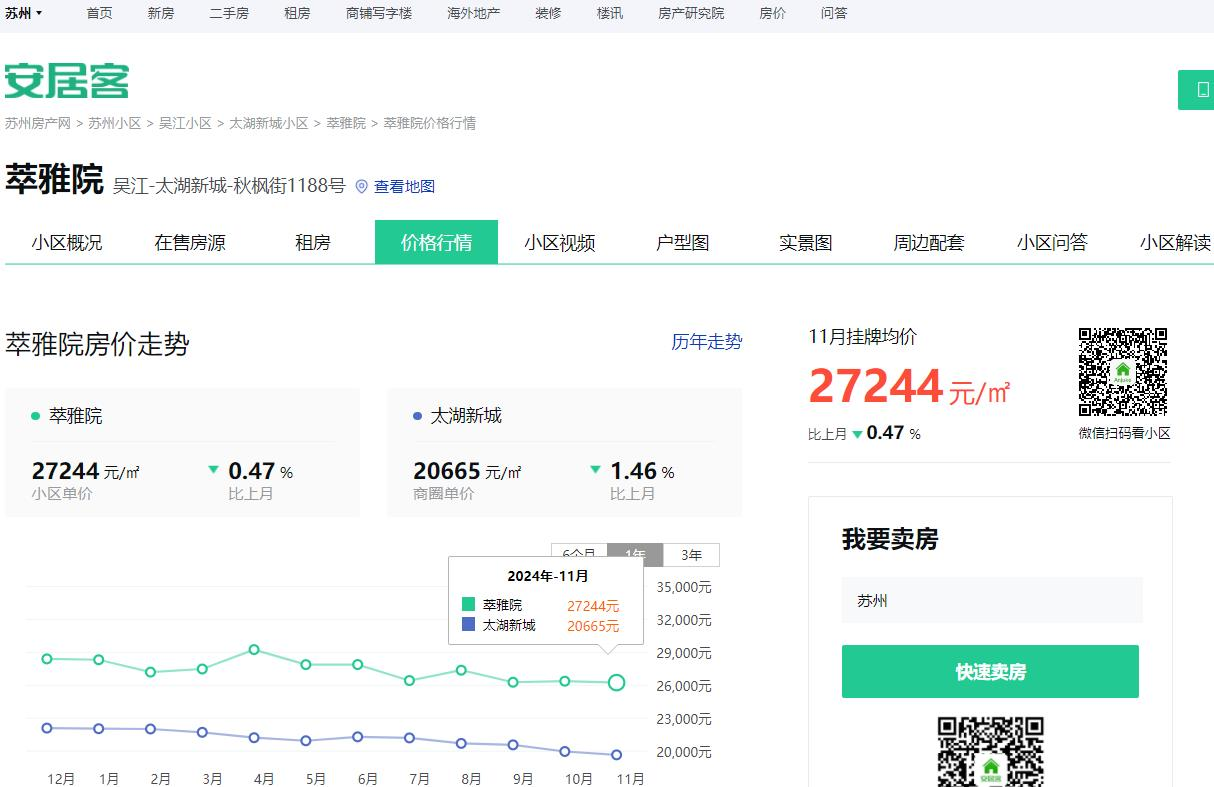 苏州 首页 新房 二手房 租房 商铺写字楼 海外地产 装修 楼讯 房产研究院 房价 问答
安居客
苏州房产网 > 苏州小区 > 吴江小区 > 太湖新城小区 > 萃雅院 > 萃雅院价格行情
萃雅院 吴江-太湖新城-秋枫街1188号 查看地图
小区概况 在售房源 租房 价格行情 小区视频 户型图 实景图 周边配套 小区问答 小区解读
萃雅院房价走势 历年走势
萃雅院
27244 元/㎡ 0.47 %
小区单价 比上月
太湖新城
20665 元/㎡ 1.46 %
商圈单价 比上月
6个月 1年 3年
2024年-11月
萃雅院 27244元
太湖新城 20665元
35,000元
32,000元
29,000元
26,000元
23,000元
20,000元
12月 1月 2月 3月 4月 5月 6月 7月 8月 9月 10月 11月
11月挂牌均价
27244 元/㎡
比上月 0.47 %
Anjuke
微信扫码看小区
我要卖房
苏州
快速卖房
安居客